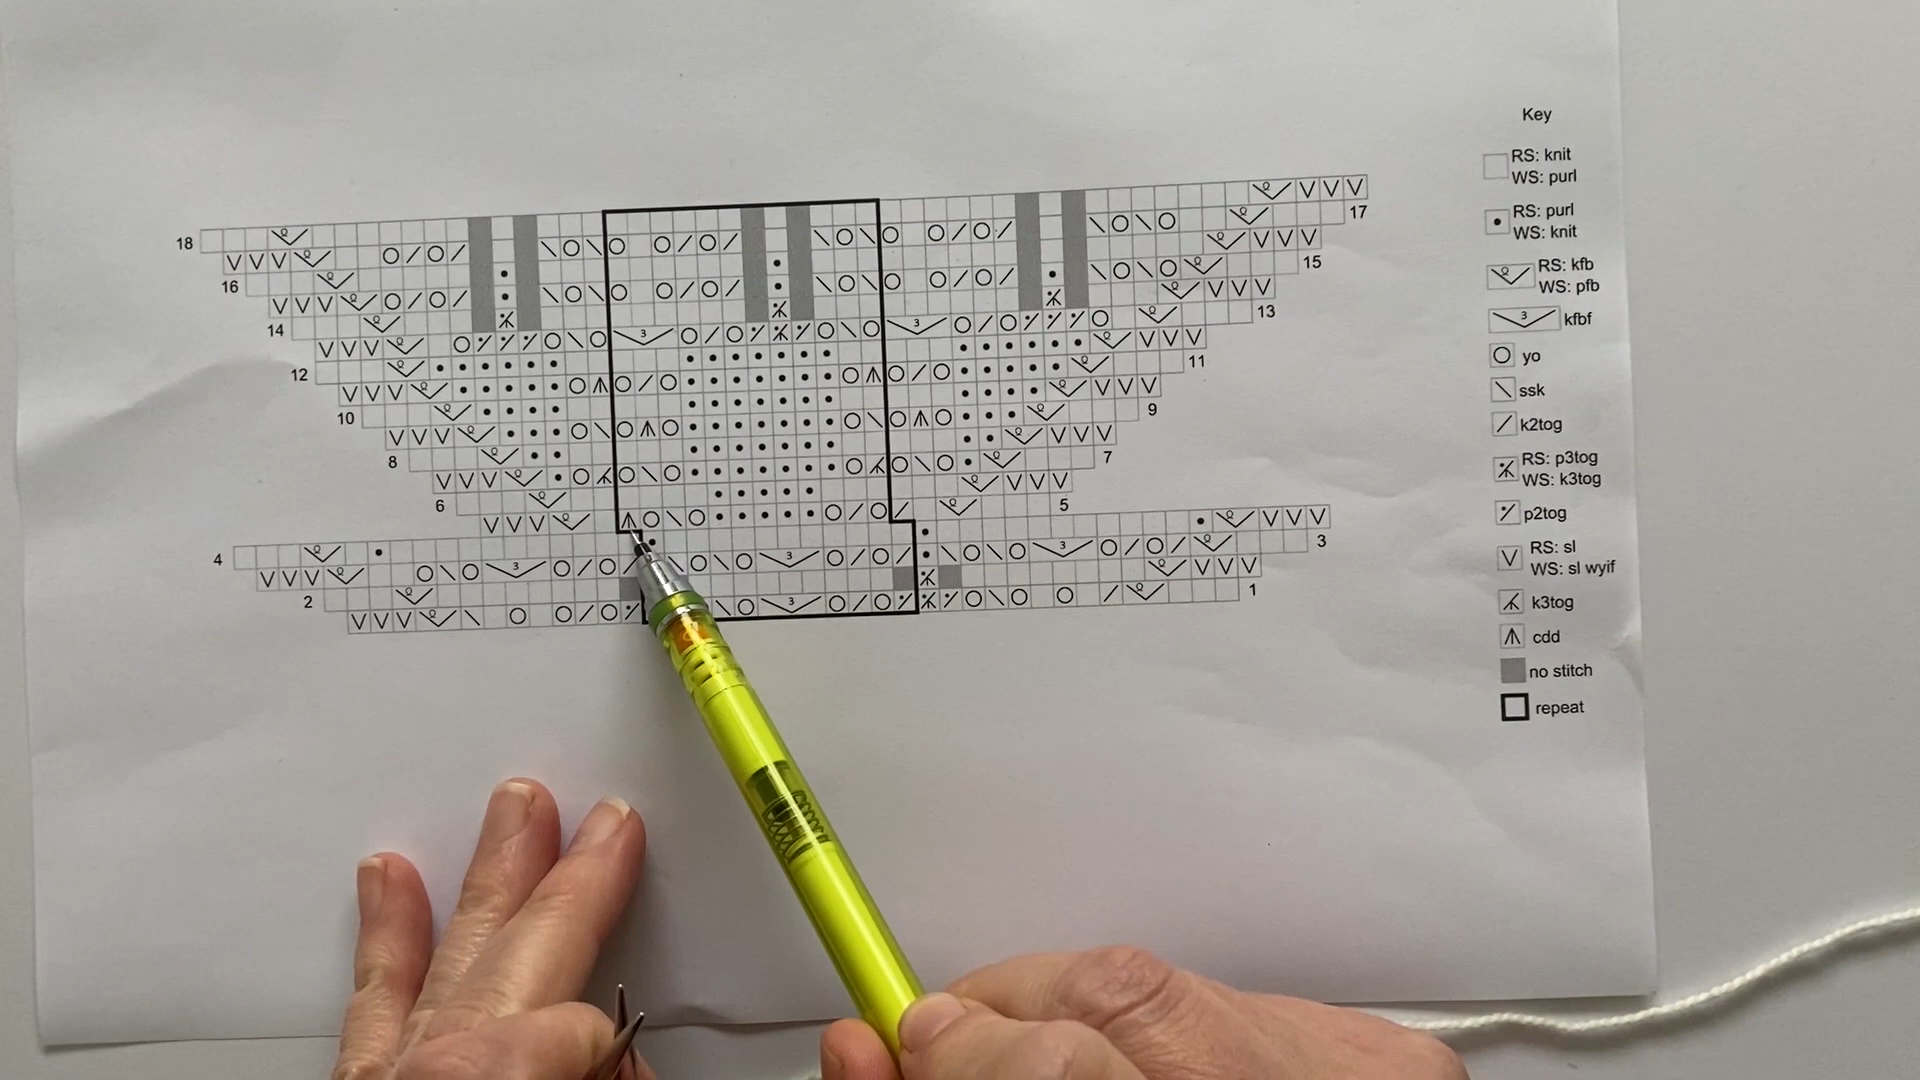 Key
RS: knit
WS: purl
RS: purl
WS: knit
RS: kfb
WS: pfb
3 kfbf
yo
ssk
k2tog
RS: p3tog
WS: k3tog
p2tog
RS: sl
WS: sl wyif
k3tog
cdd
no stitch
repeat
18
17
16
15
14
13
12
11
10
9
8
7
6
5
4
3
2
1